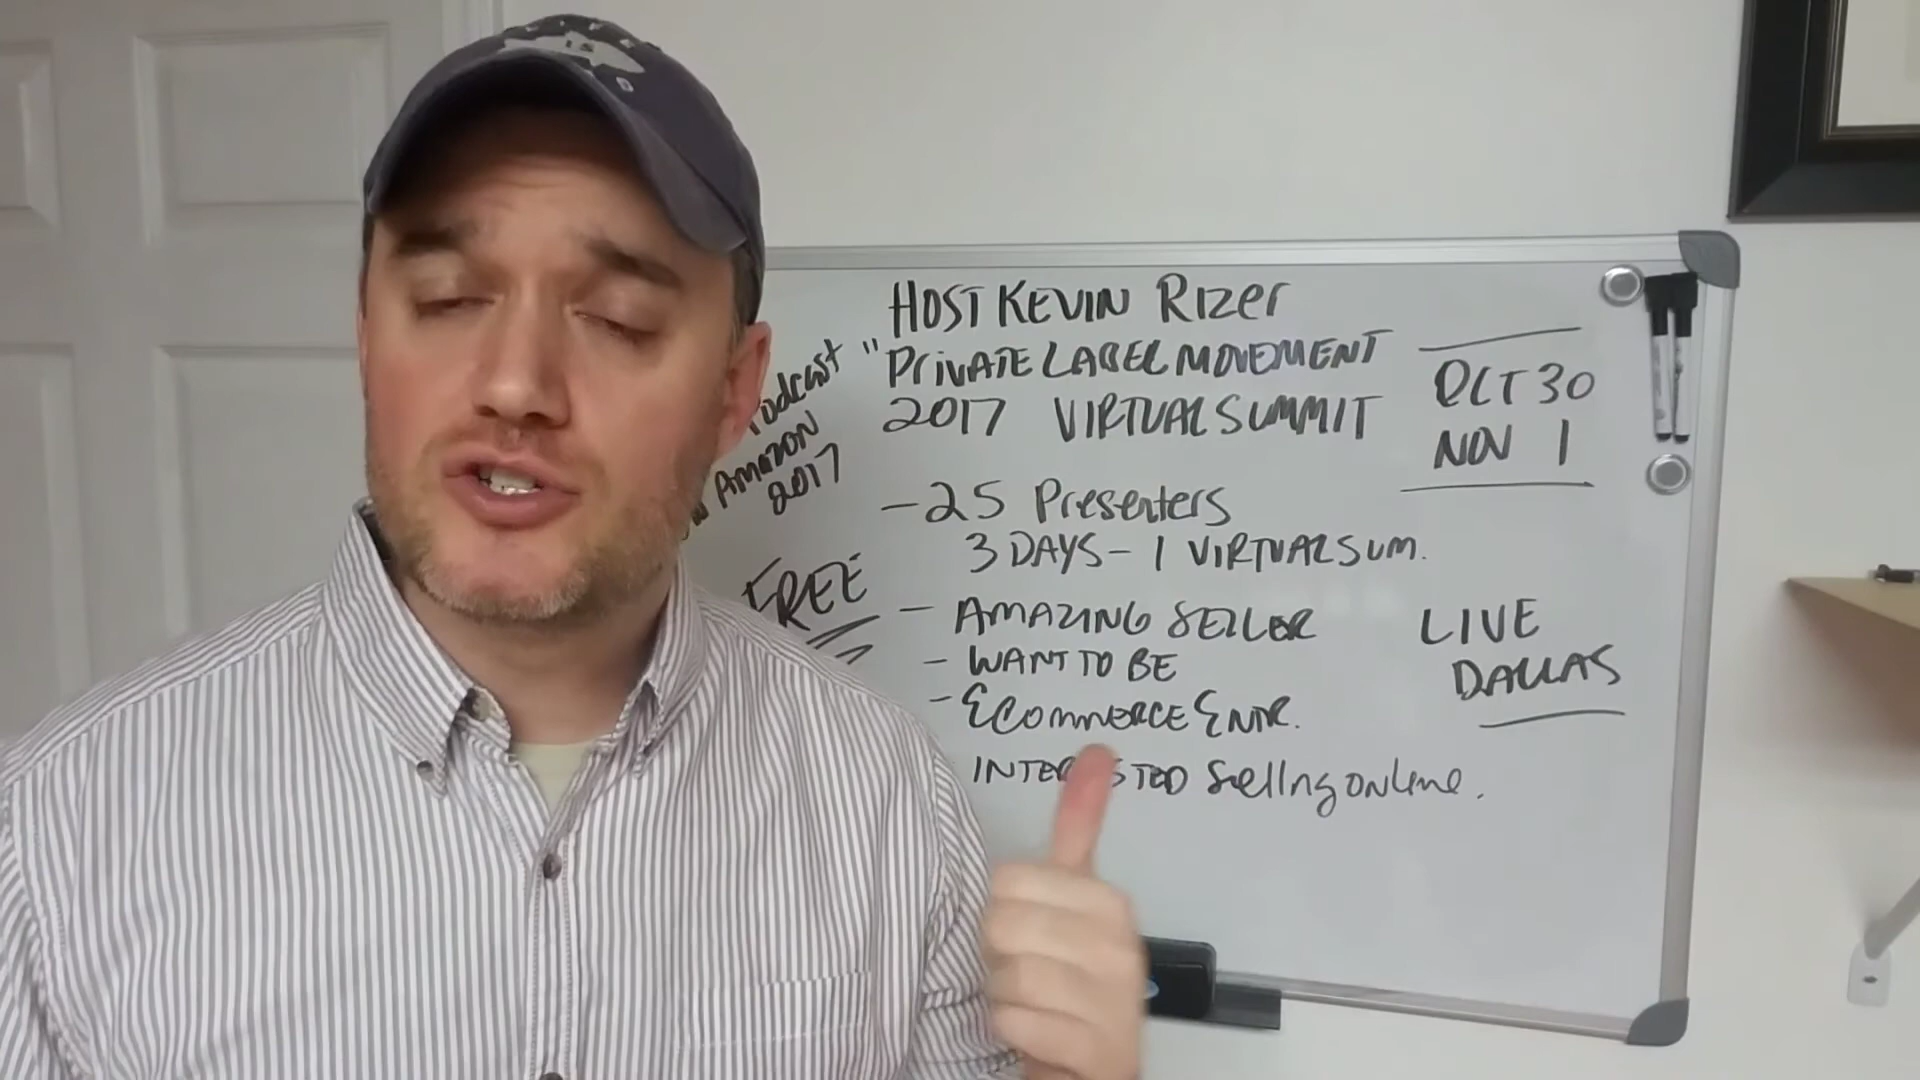 HOST KEVIN RIZER
"PRIVATE LABEL MOVEMENT
2017 VIRTUAL SUMMIT
OCT 30
NOV 1
Podcast
AMAZON
2017
FREE
- 25 Presenters
3 DAYS - 1 VIRTUAL SUM.
- AMAZING SELLER
- WANT TO BE
- ECOMMERCE ENTR.
INTERESTED Selling online.
LIVE
DALLAS